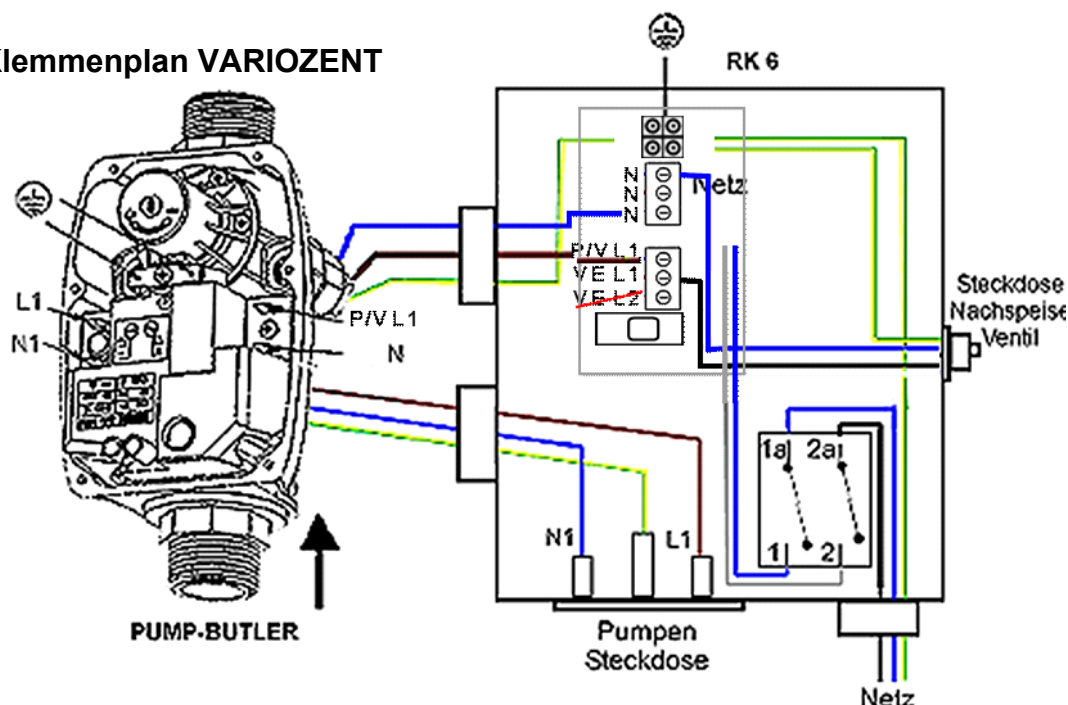 Klemmenplan VARIOZENT
RK 6
N
N
N
Netz
P/V L1
VE L1
VE L2
L1
N1
P/V L1
N
Steckdose
Nachspeise
Ventil
1a
2a
1
2
N1
L1
PUMP-BUTLER
Pumpen
Steckdose
Netz